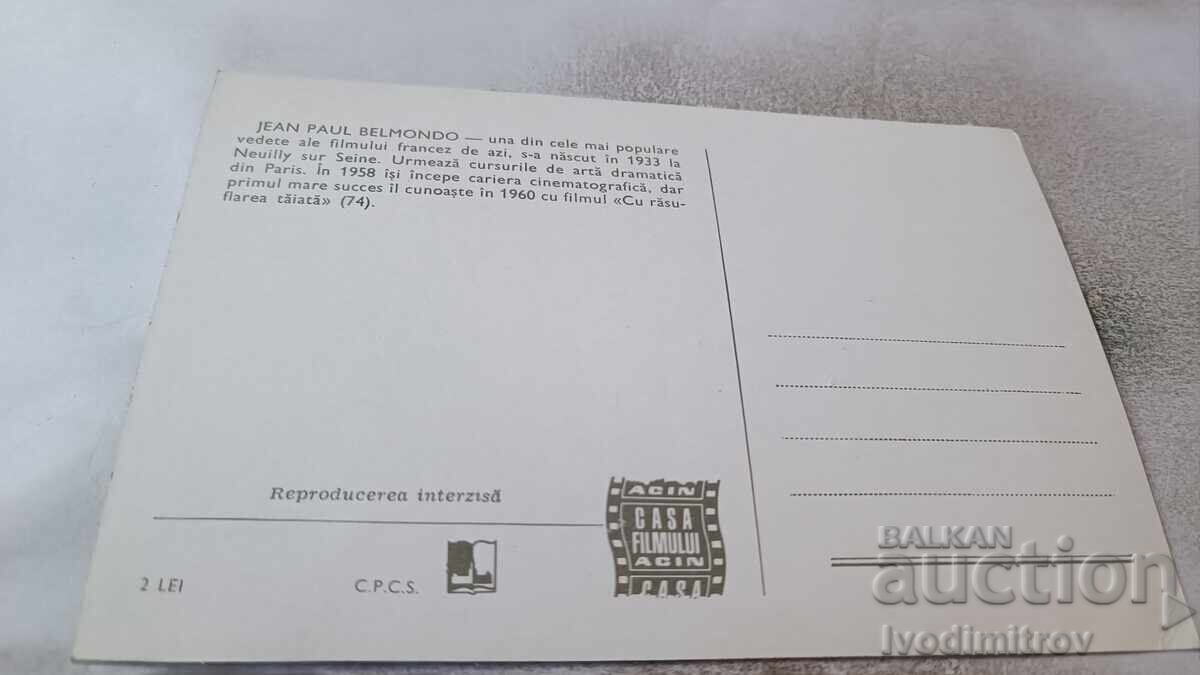 JEAN PAUL BELMONDO — una din cele mai populare
vedete ale filmului francez de azi, s-a născut în 1933 la
Neuilly sur Seine. Urmează cursurile de artă dramatică
din Paris. În 1958 își începe cariera cinematografică, dar
primul mare succes îl cunoaște în 1960 cu filmul «Cu răsu-
flarea tăiată» (74).
Reproducerea interzisă
2 LEI
C.P.C.S.
ACIN
CASA
FILMULUI
ACIN
CASA
BALKAN
auction
Ivodimitrov